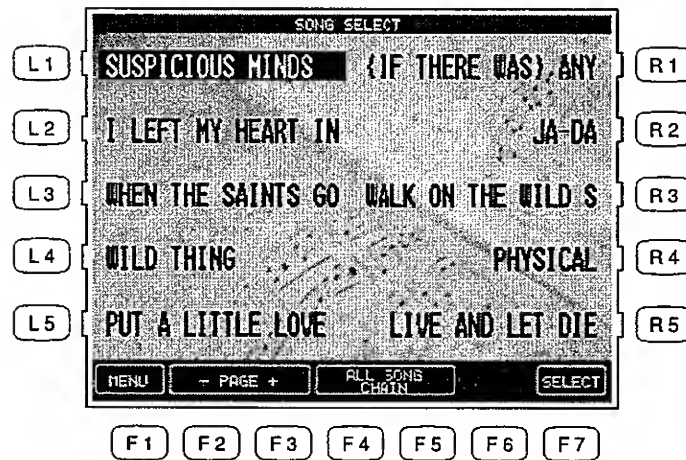 SONG SELECT
L1 SUSPICIOUS MINDS {IF THERE WAS} ANY R1
L2 I LEFT MY HEART IN JA-DA R2
L3 WHEN THE SAINTS GO WALK ON THE WILD S R3
L4 WILD THING PHYSICAL R4
L5 PUT A LITTLE LOVE LIVE AND LET DIE R5
MENU - PAGE + ALL SONG CHAIN SELECT
F1 F2 F3 F4 F5 F6 F7